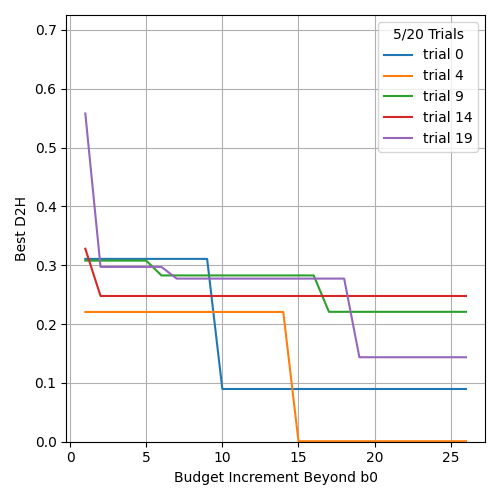 5/20 Trials
trial 0
trial 4
trial 9
trial 14
trial 19
Best D2H
0.7
0.6
0.5
0.4
0.3
0.2
0.1
0.0
0 5 10 15 20 25
Budget Increment Beyond b0